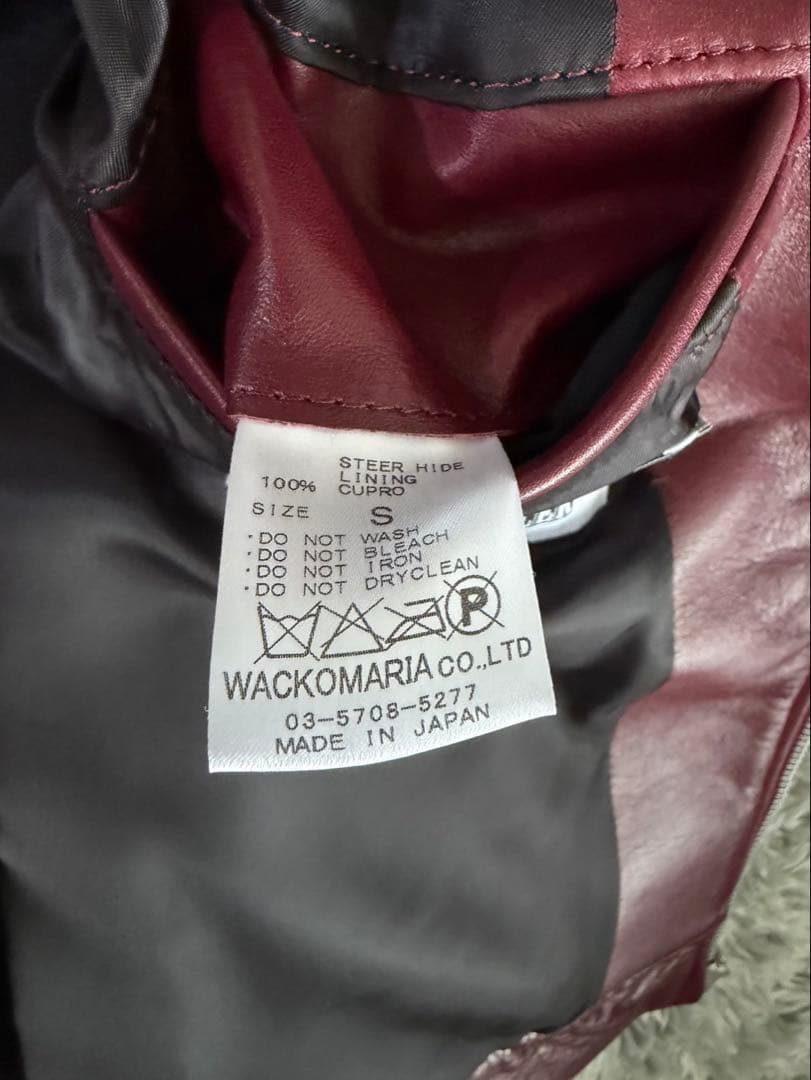 STEER HIDE
LINING
100% CUPRO
SIZE S
·DO NOT WASH
·DO NOT BLEACH
·DO NOT IRON
·DO NOT DRYCLEAN
P
WACKOMARIA CO.,LTD
03-5708-5277
MADE IN JAPAN